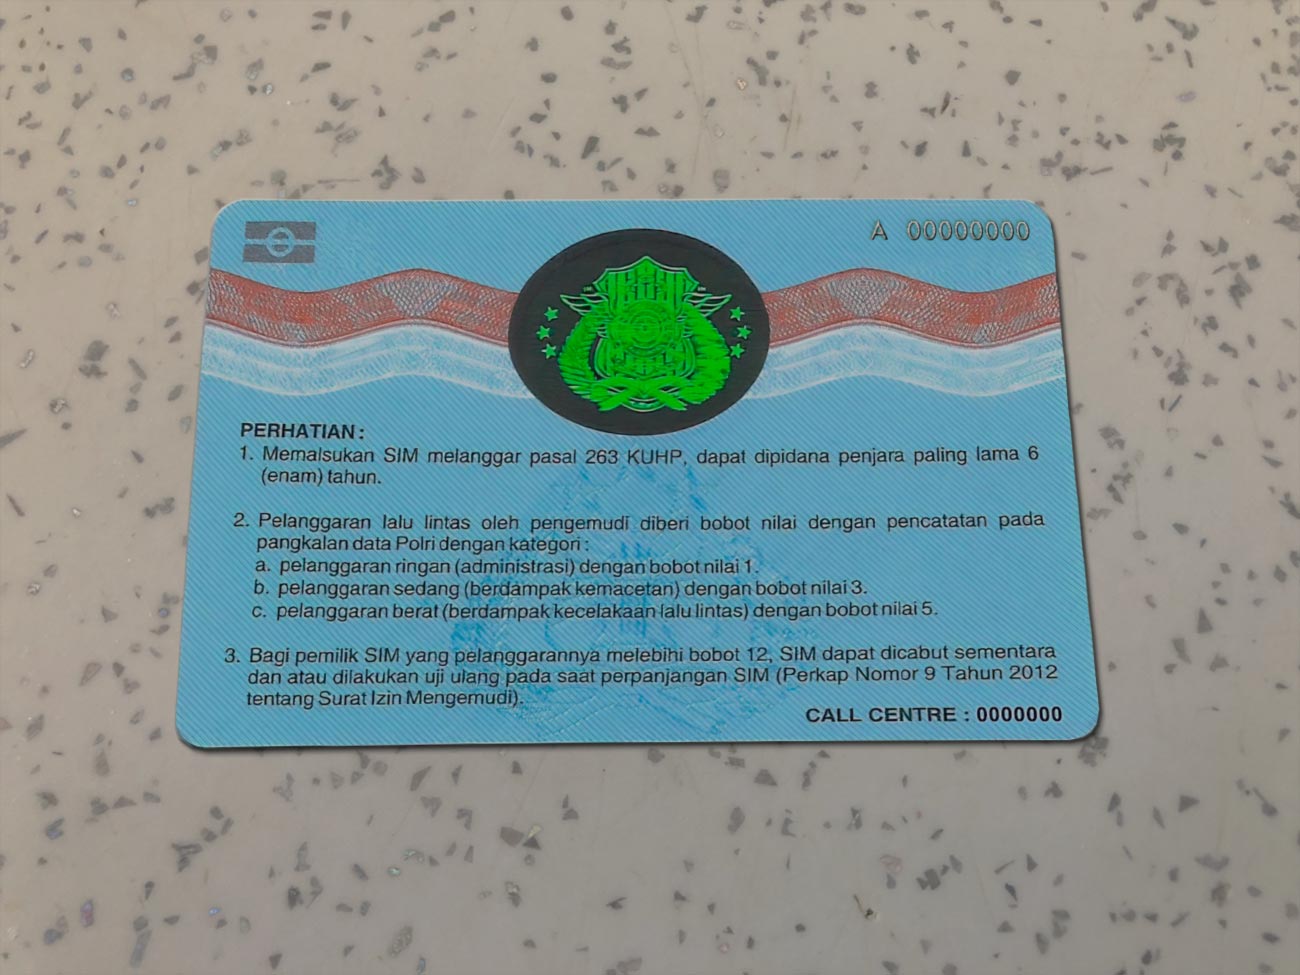 A 00000000
PERHATIAN :
1. Memalsukan SIM melanggar pasal 263 KUHP, dapat dipidana penjara paling lama 6
(enam) tahun.
2. Pelanggaran lalu lintas oleh pengemudi diberi bobot nilai dengan pencatatan pada
pangkalan data Polri dengan kategori :
a. pelanggaran ringan (administrasi) dengan bobot nilai 1.
b. pelanggaran sedang (berdampak kemacetan) dengan bobot nilai 3.
c. pelanggaran berat (berdampak kecelakaan lalu lintas) dengan bobot nilai 5.
3. Bagi pemilik SIM yang pelanggarannya melebihi bobot 12, SIM dapat dicabut sementara
dan atau dilakukan uji ulang pada saat perpanjangan SIM (Perkap Nomor 9 Tahun 2012
tentang Surat Izin Mengemudi).
CALL CENTRE : 0000000